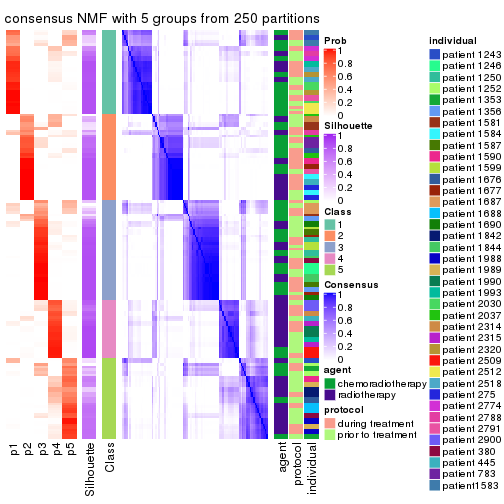 consensus NMF with 5 groups from 250 partitions
p1
p2
p3
p4
p5
Silhouette
Class
agent
protocol
individual
Prob
1
0.8
0.6
0.4
0.2
0
Silhouette
1
0.8
0.6
0.4
0.2
0
Class
1
2
3
4
5
Consensus
1
0.8
0.6
0.4
0.2
0
agent
chemoradiotherapy
radiotherapy
protocol
during treatment
prior to treatment
individual
patient 1243
patient 1246
patient 1250
patient 1252
patient 1353
patient 1356
patient 1581
patient 1584
patient 1587
patient 1590
patient 1599
patient 1676
patient 1677
patient 1687
patient 1688
patient 1690
patient 1842
patient 1844
patient 1988
patient 1989
patient 1990
patient 1993
patient 2030
patient 2037
patient 2314
patient 2315
patient 2320
patient 2509
patient 2512
patient 2518
patient 275
patient 2774
patient 2788
patient 2791
patient 2900
patient 380
patient 445
patient 783
patient1583